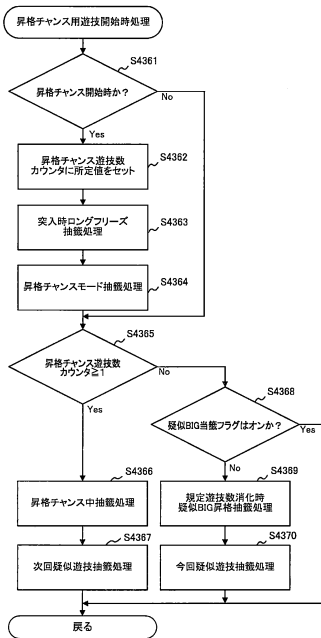 昇格チャンス用遊技開始時処理
S4361
昇格チャンス開始時か?
No
Yes
S4362
昇格チャンス遊技数
カウンタに所定値をセット
S4363
突入時ロングフリーズ
抽籤処理
S4364
昇格チャンスモード抽籤処理
S4365
昇格チャンス遊技数
カウンタ≧1
No
Yes
S4368
疑似BIG当籤フラグはオンか?
Yes
No
S4366
昇格チャンス中抽籤処理
S4369
規定遊技数消化時
疑似BIG昇格抽籤処理
S4367
次回疑似遊技抽籤処理
S4370
今回疑似遊技抽籤処理
戻る